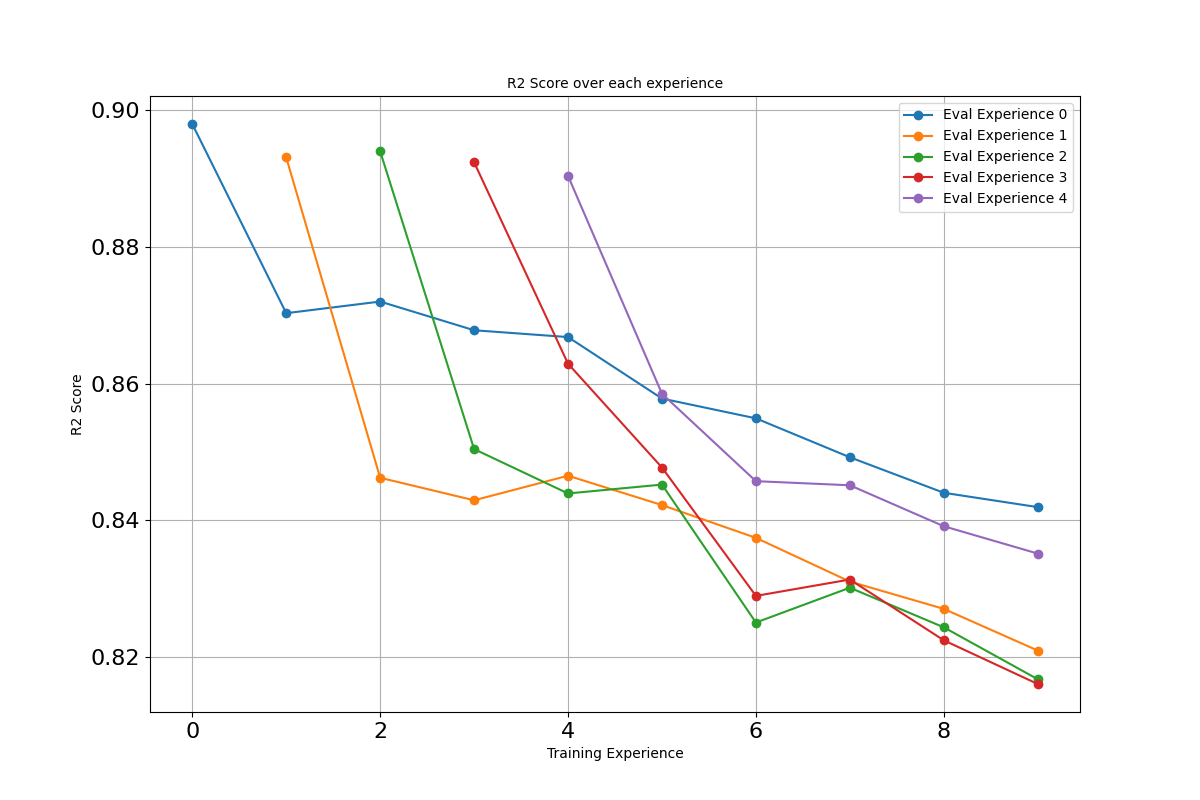 R2 Score over each experience
0.90
0.88
0.86
0.84
0.82
R2 Score
Eval Experience 0
Eval Experience 1
Eval Experience 2
Eval Experience 3
Eval Experience 4
0 2 4 6 8
Training Experience